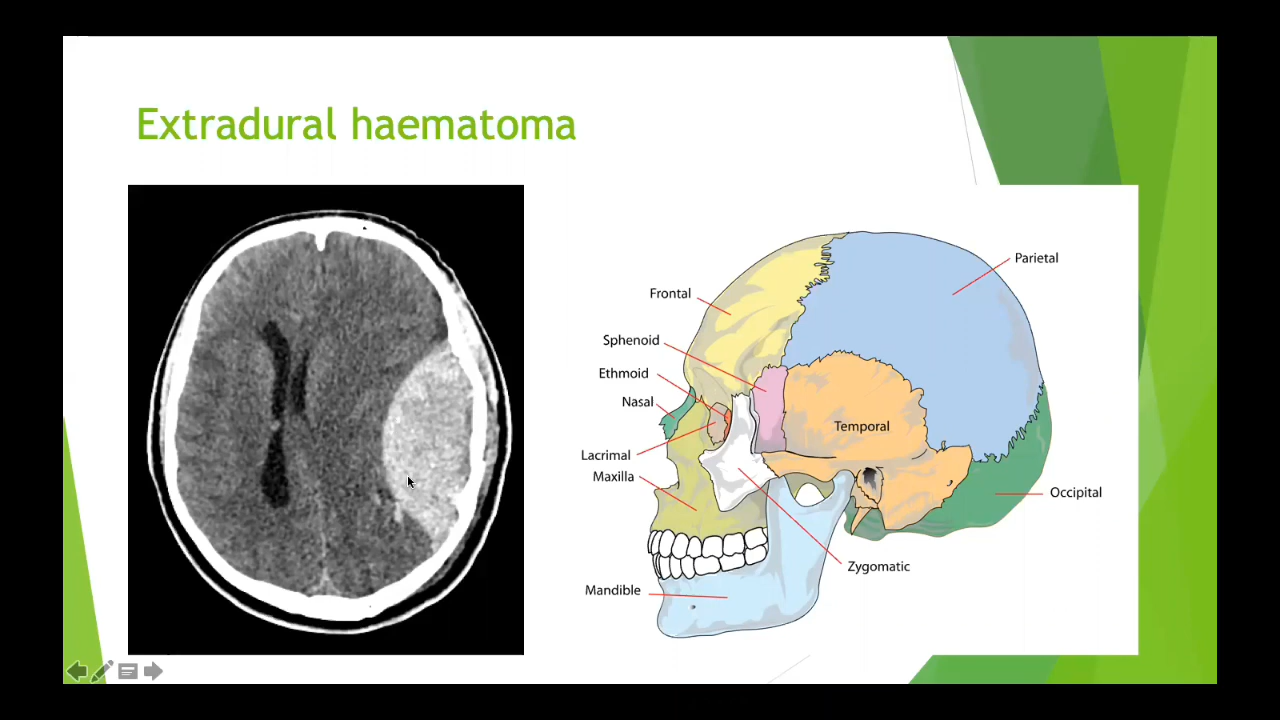 Extradural haematoma
Parietal
Frontal
Sphenoid
Ethmoid
Nasal
Temporal
Lacrimal
Maxilla
Occipital
Zygomatic
Mandible